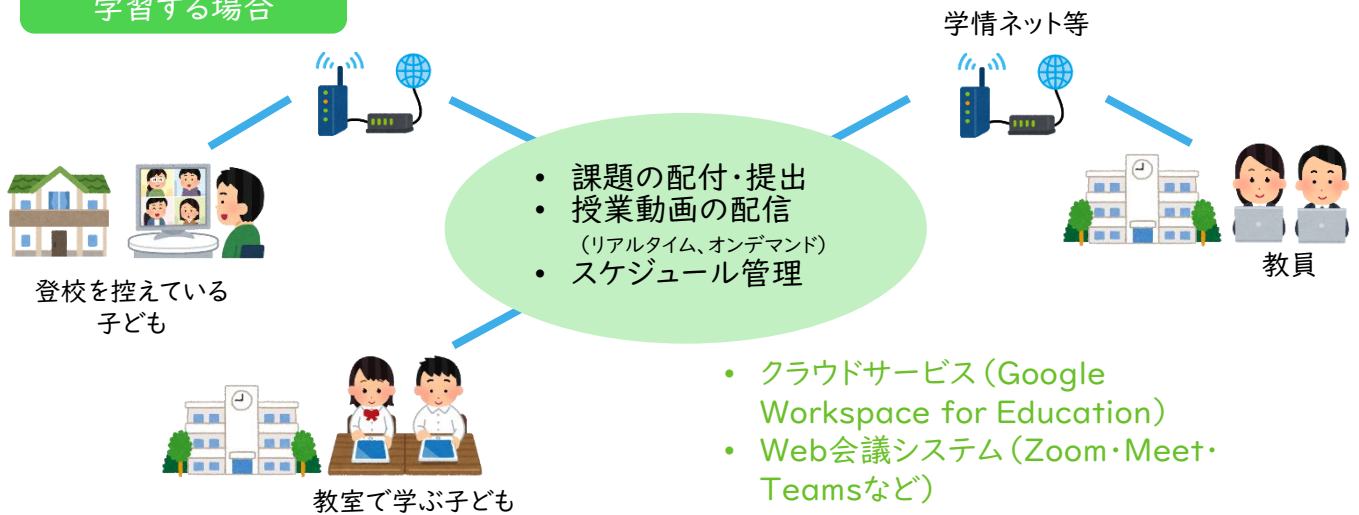 学習する場合
学情ネット等
• 課題の配付・提出
• 授業動画の配信
（リアルタイム、オンデマンド）
• スケジュール管理
登校を控えている
子ども
教員
教室で学ぶ子ども
• クラウドサービス（Google
Workspace for Education）
• Web会議システム（Zoom・Meet・
Teamsなど）